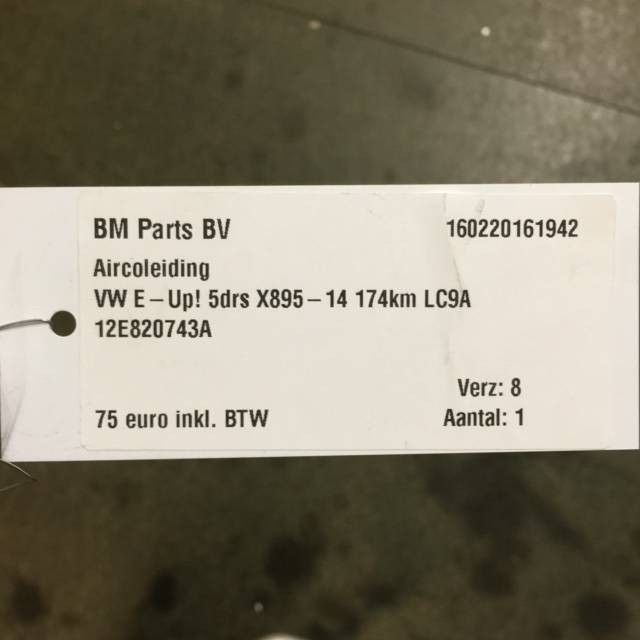 BM Parts BV 160220161942
Aircoleiding
VW E-Up! 5drs X895-14 174km LC9A
12E820743A
Verz: 8
75 euro inkl. BTW Aantal: 1